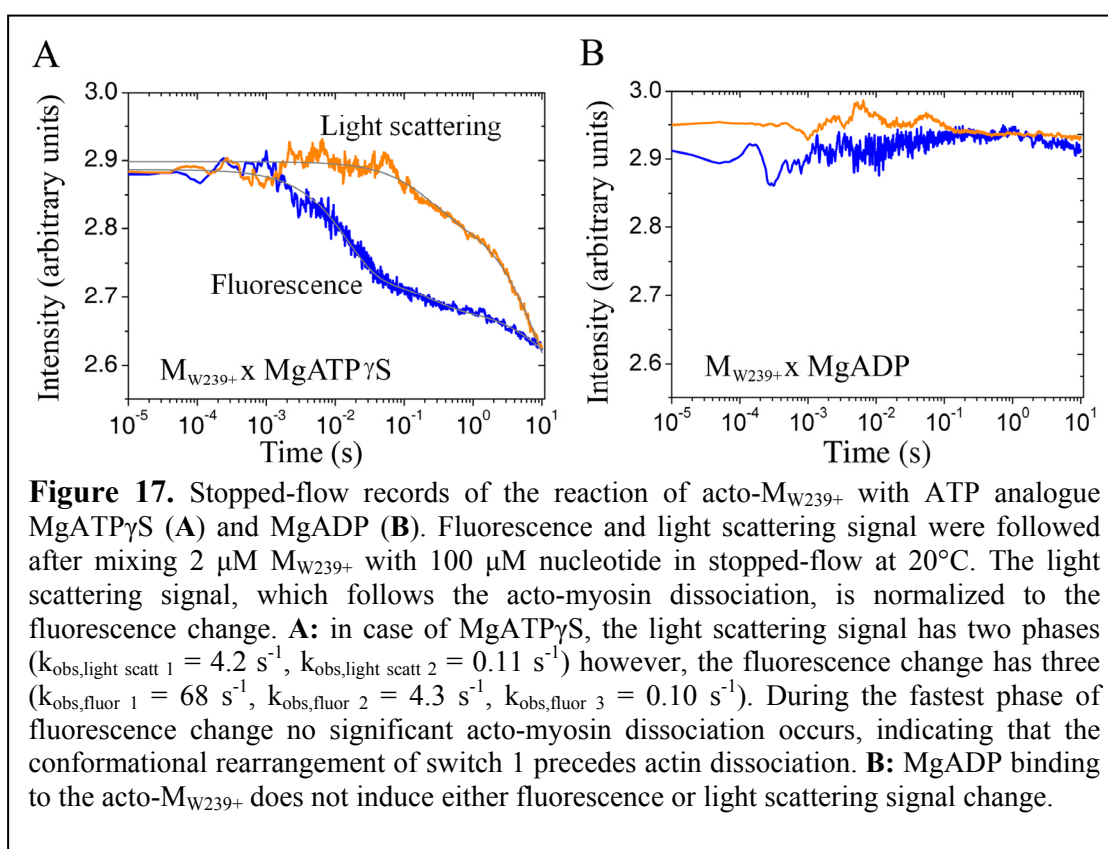 A
B
Intensity (arbitrary units)
3.0
2.9
2.8
2.7
2.6
Light scattering
Fluorescence
M_W239+ x MgATPγS
10⁻⁵ 10⁻⁴ 10⁻³ 10⁻² 10⁻¹ 10⁰ 10¹
Time (s)
Intensity (arbitrary units)
3.0
2.9
2.8
2.7
2.6
M_W239+ x MgADP
10⁻⁵ 10⁻⁴ 10⁻³ 10⁻² 10⁻¹ 10⁰ 10¹
Time (s)
Figure 17. Stopped-flow records of the reaction of acto-M_W239+ with ATP analogue
MgATPγS (A) and MgADP (B). Fluorescence and light scattering signal were followed
after mixing 2 μM M_W239+ with 100 μM nucleotide in stopped-flow at 20°C. The light
scattering signal, which follows the acto-myosin dissociation, is normalized to the
fluorescence change. A: in case of MgATPγS, the light scattering signal has two phases
(k_obs,light scatt 1 = 4.2 s⁻¹, k_obs,light scatt 2 = 0.11 s⁻¹) however, the fluorescence change has three
(k_obs,fluor 1 = 68 s⁻¹, k_obs,fluor 2 = 4.3 s⁻¹, k_obs,fluor 3 = 0.10 s⁻¹). During the fastest phase of
fluorescence change no significant acto-myosin dissociation occurs, indicating that the
conformational rearrangement of switch 1 precedes actin dissociation. B: MgADP binding
to the acto-M_W239+ does not induce either fluorescence or light scattering signal change.